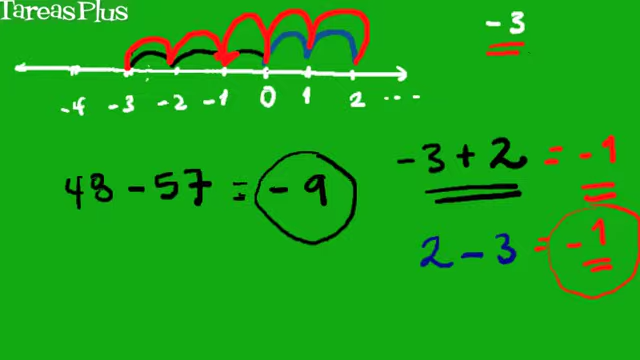 TareasPlus
-3
-4 -3 -2 -1 0 1 2 ....
-3 + 2 = -1
48 - 57 = -9
2 - 3 = -1